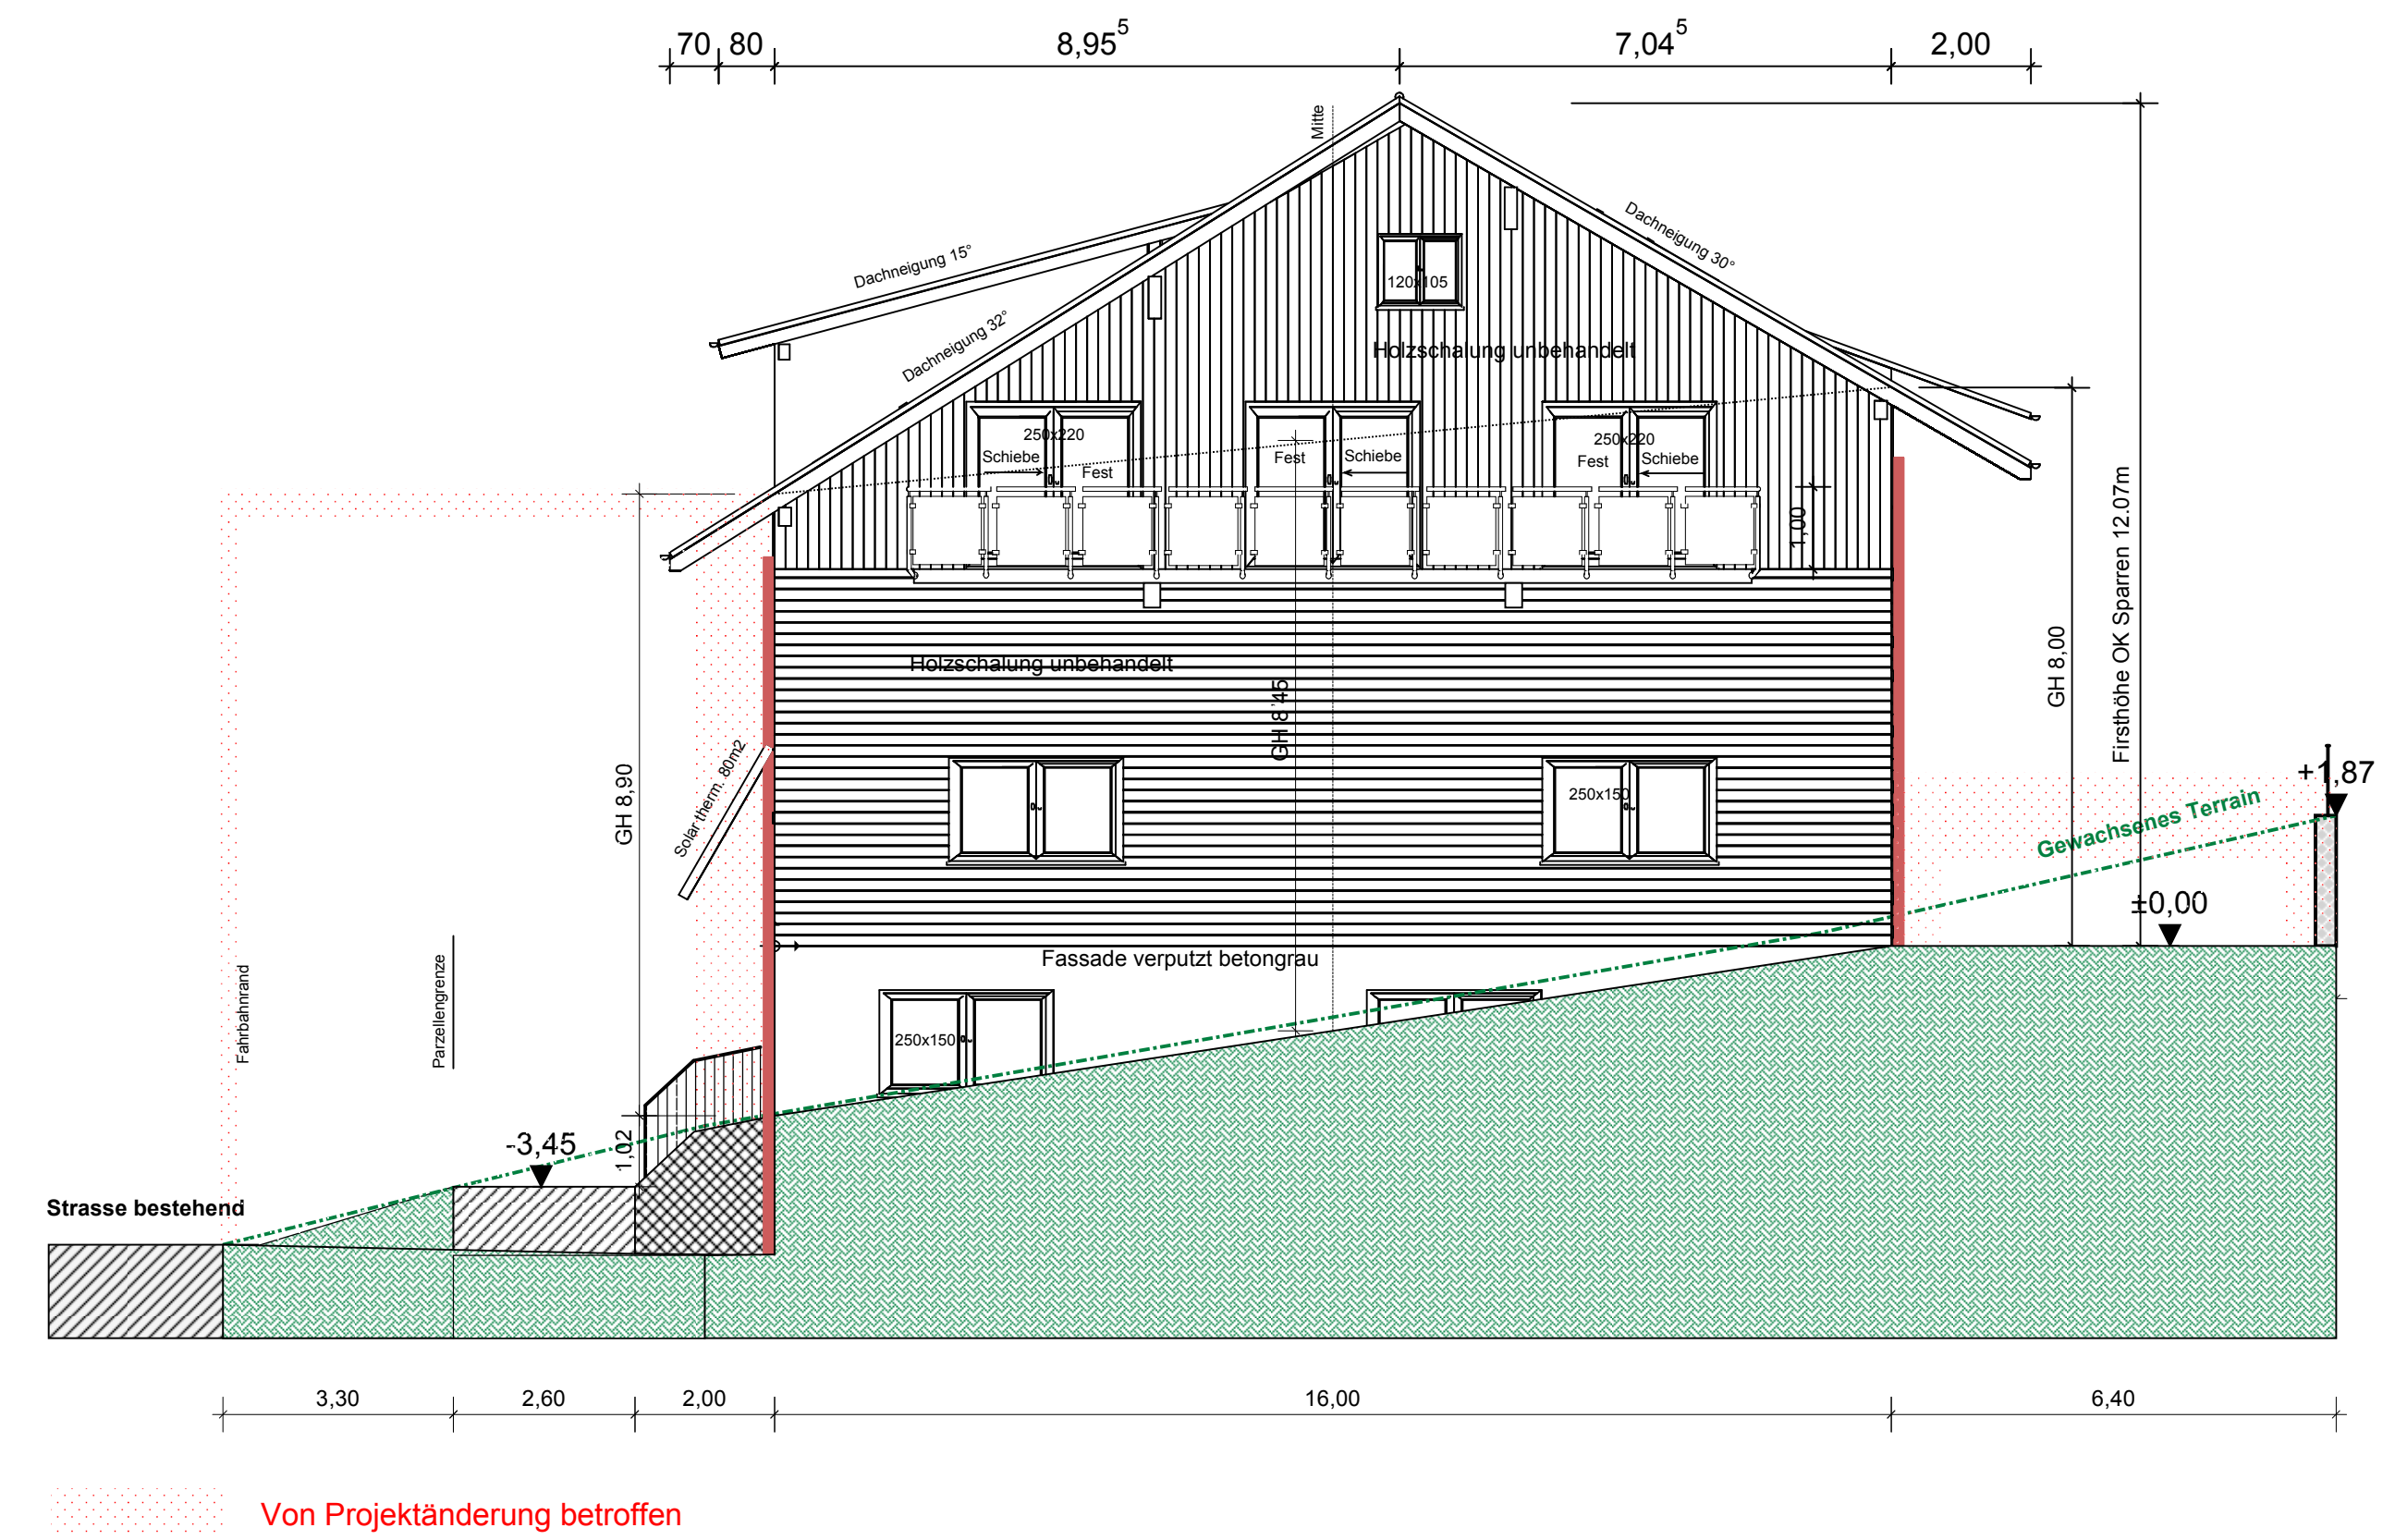 70 80 8,95⁵ 7,04⁵ 2,00
Mitte
Dachneigung 15°
Dachneigung 30°
Dachneigung 32°
120x105
Holzschalung unbehandelt
250x220
Schiebe
Fest
Fest
Schiebe
250x220
Fest
Schiebe
1,00
Holzschalung unbehandelt
GH 8'45
GH 8,00
Firsthöhe OK Sparren 12.07m
GH 8,90
Solar therm. 80m2
250x150
+1,87
Gewachsenes Terrain
±0,00
Fassade verputzt betongrau
Fahrbahnrand
Parzellengrenze
250x150
1,02
-3,45
Strasse bestehend
3,30 2,60 2,00 16,00 6,40
Von Projektänderung betroffen